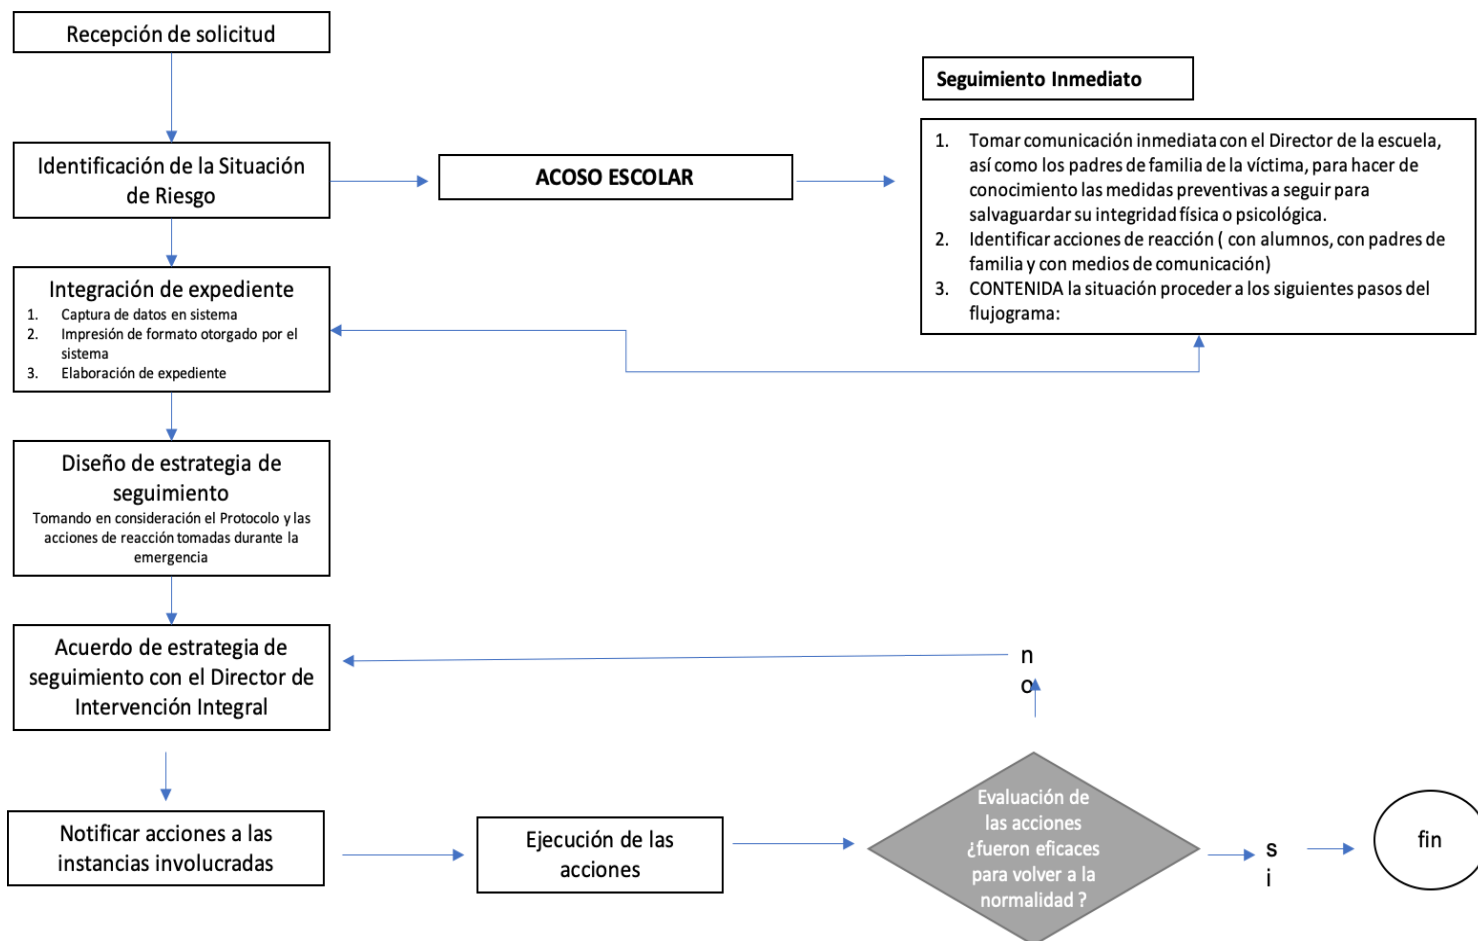 Recepción de solicitud
Identificación de la Situación
de Riesgo
ACOSO ESCOLAR
Seguimiento Inmediato
1. Tomar comunicación inmediata con el Director de la escuela,
así como los padres de familia de la víctima, para hacer de
conocimiento las medidas preventivas a seguir para
salvaguardar su integridad física o psicológica.
2. Identificar acciones de reacción ( con alumnos, con padres de
familia y con medios de comunicación)
3. CONTENIDA la situación proceder a los siguientes pasos del
flujograma:
Integración de expediente
1. Captura de datos en sistema
2. Impresión de formato otorgado por el
sistema
3. Elaboración de expediente
Diseño de estrategia de
seguimiento
Tomando en consideración el Protocolo y las
acciones de reacción tomadas durante la
emergencia
Acuerdo de estrategia de
seguimiento con el Director de
Intervención Integral
Notificar acciones a las
instancias involucradas
Ejecución de las
acciones
Evaluación de
las acciones
¿fueron eficaces
para volver a la
normalidad ?
n
o
s
i
fin